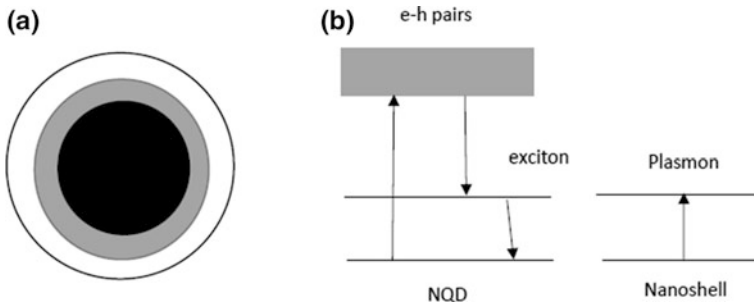 (a)
(b)
e-h pairs
exciton
Plasmon
NQD
Nanoshell